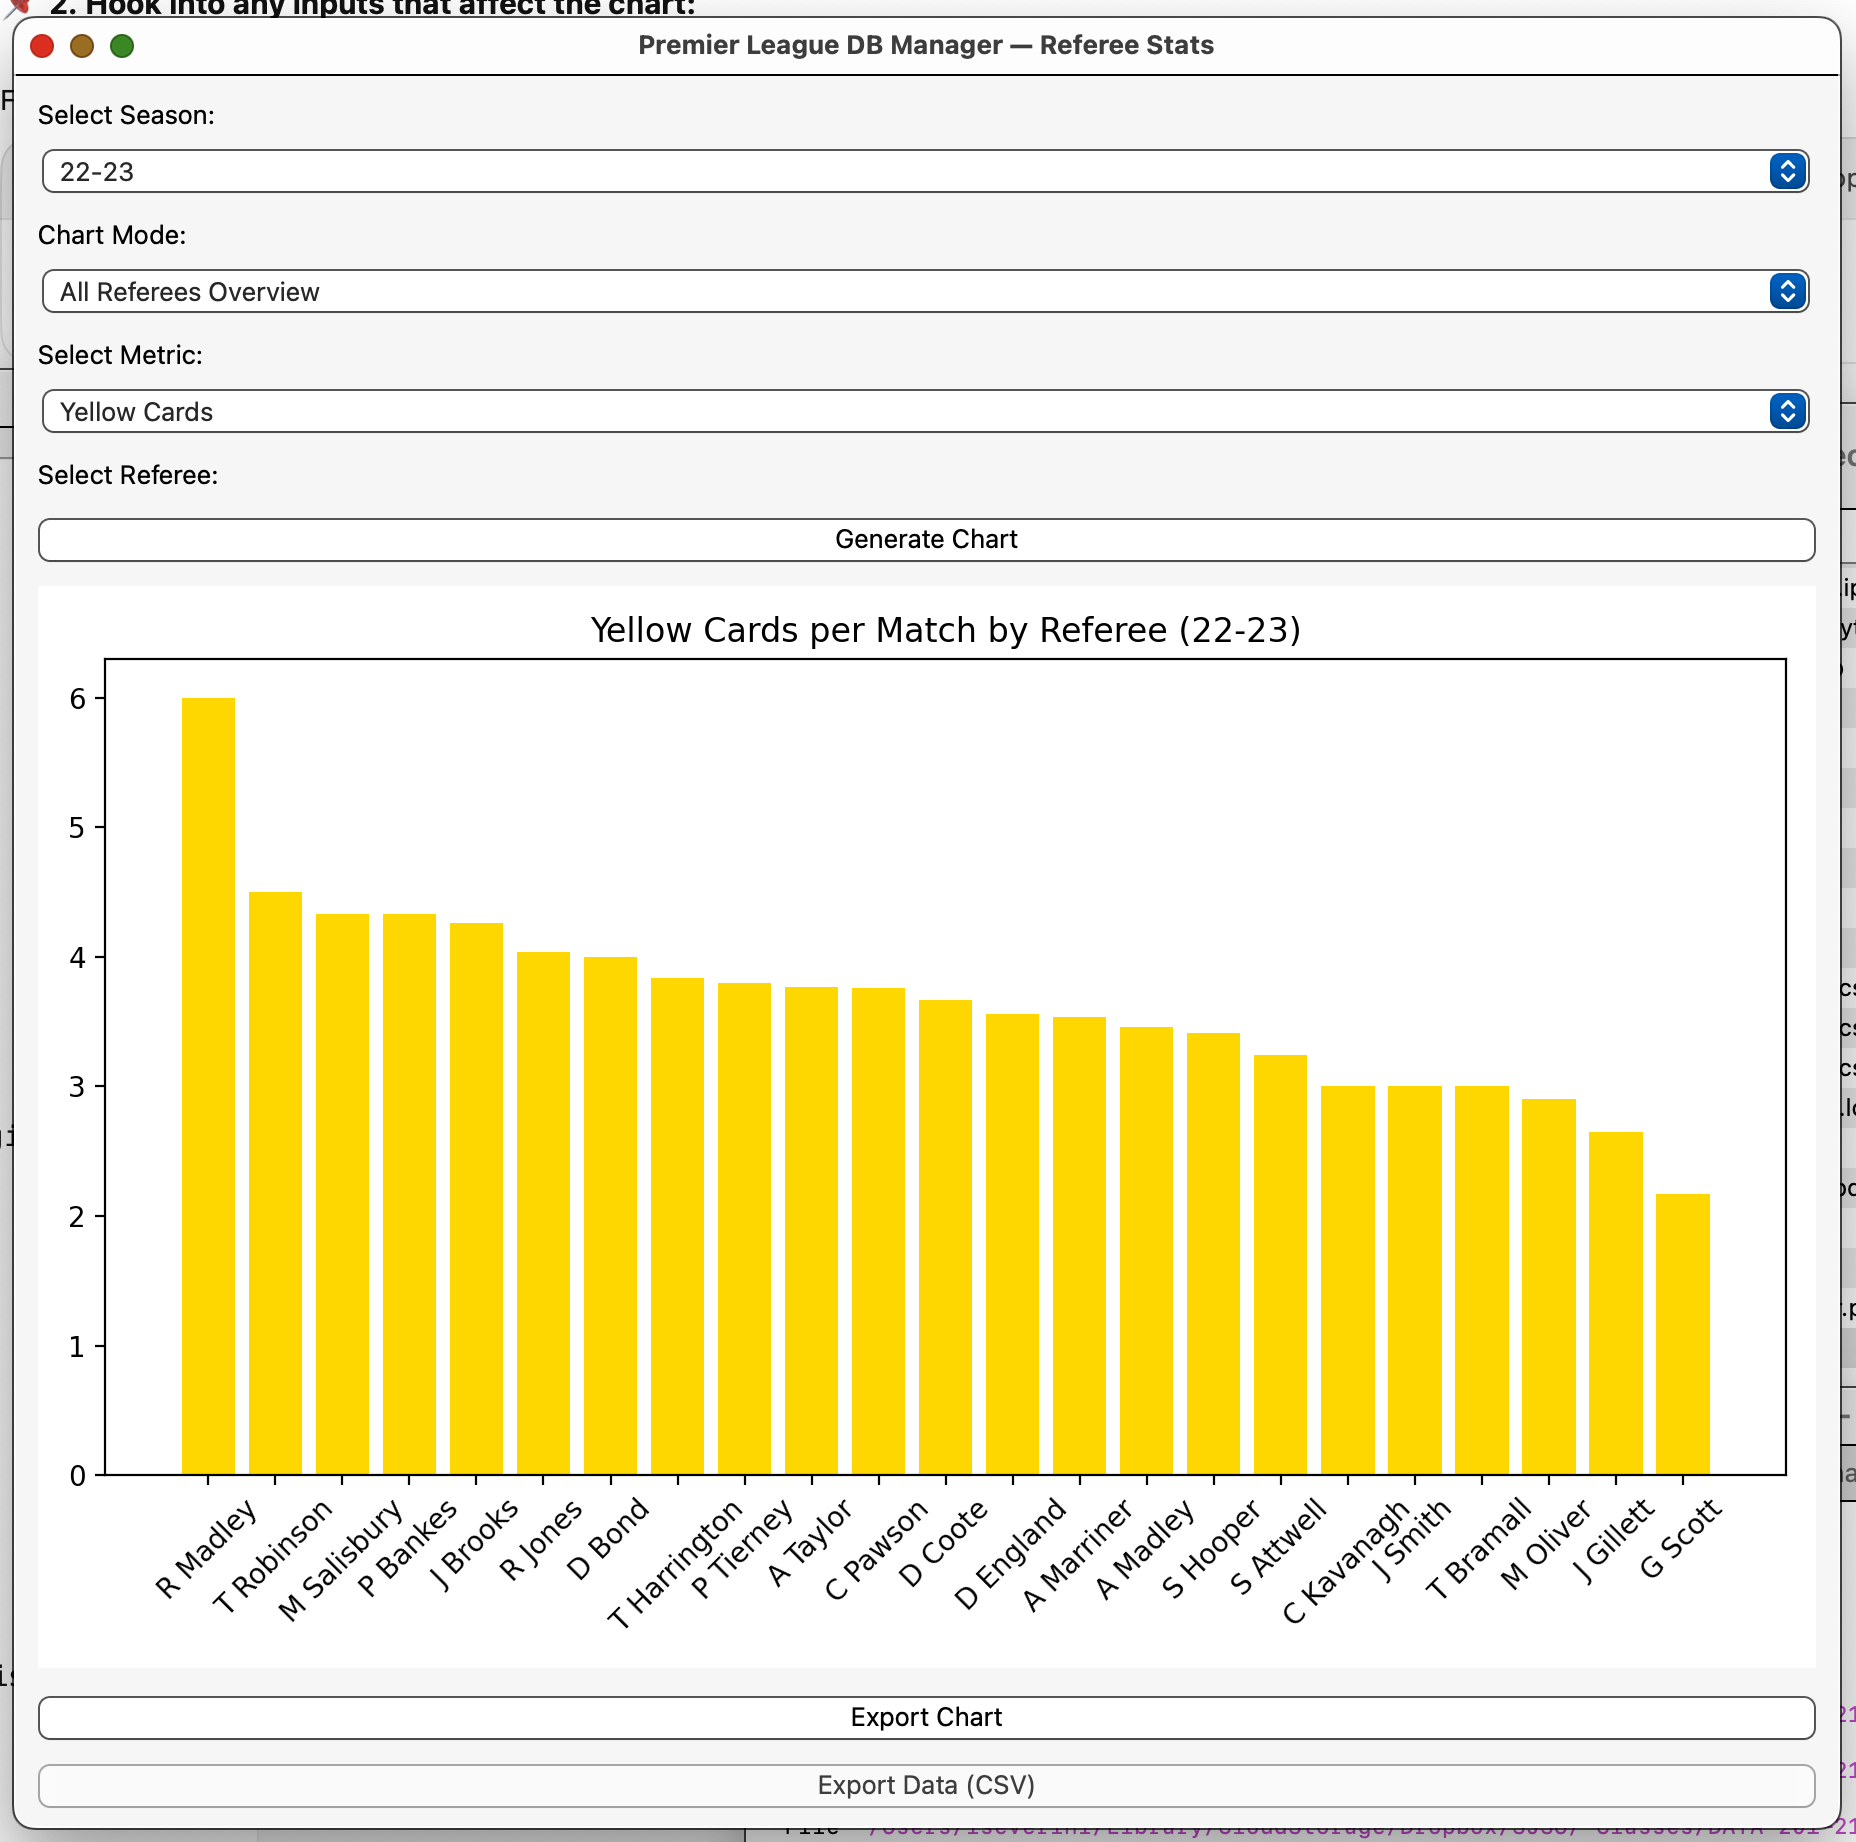 2. Hook into any inputs that affect the chart:
Premier League DB Manager — Referee Stats
Select Season:
22-23
Chart Mode:
All Referees Overview
Select Metric:
Yellow Cards
Select Referee:
Generate Chart
Yellow Cards per Match by Referee (22-23)
6
5
4
3
2
1
0
R Madley
T Robinson
M Salisbury
P Bankes
J Brooks
R Jones
D Bond
T Harrington
P Tierney
A Taylor
C Pawson
D Coote
D England
A Marriner
A Madley
S Hooper
S Attwell
C Kavanagh
J Smith
T Bramall
M Oliver
J Gillett
G Scott
Export Chart
Export Data (CSV)